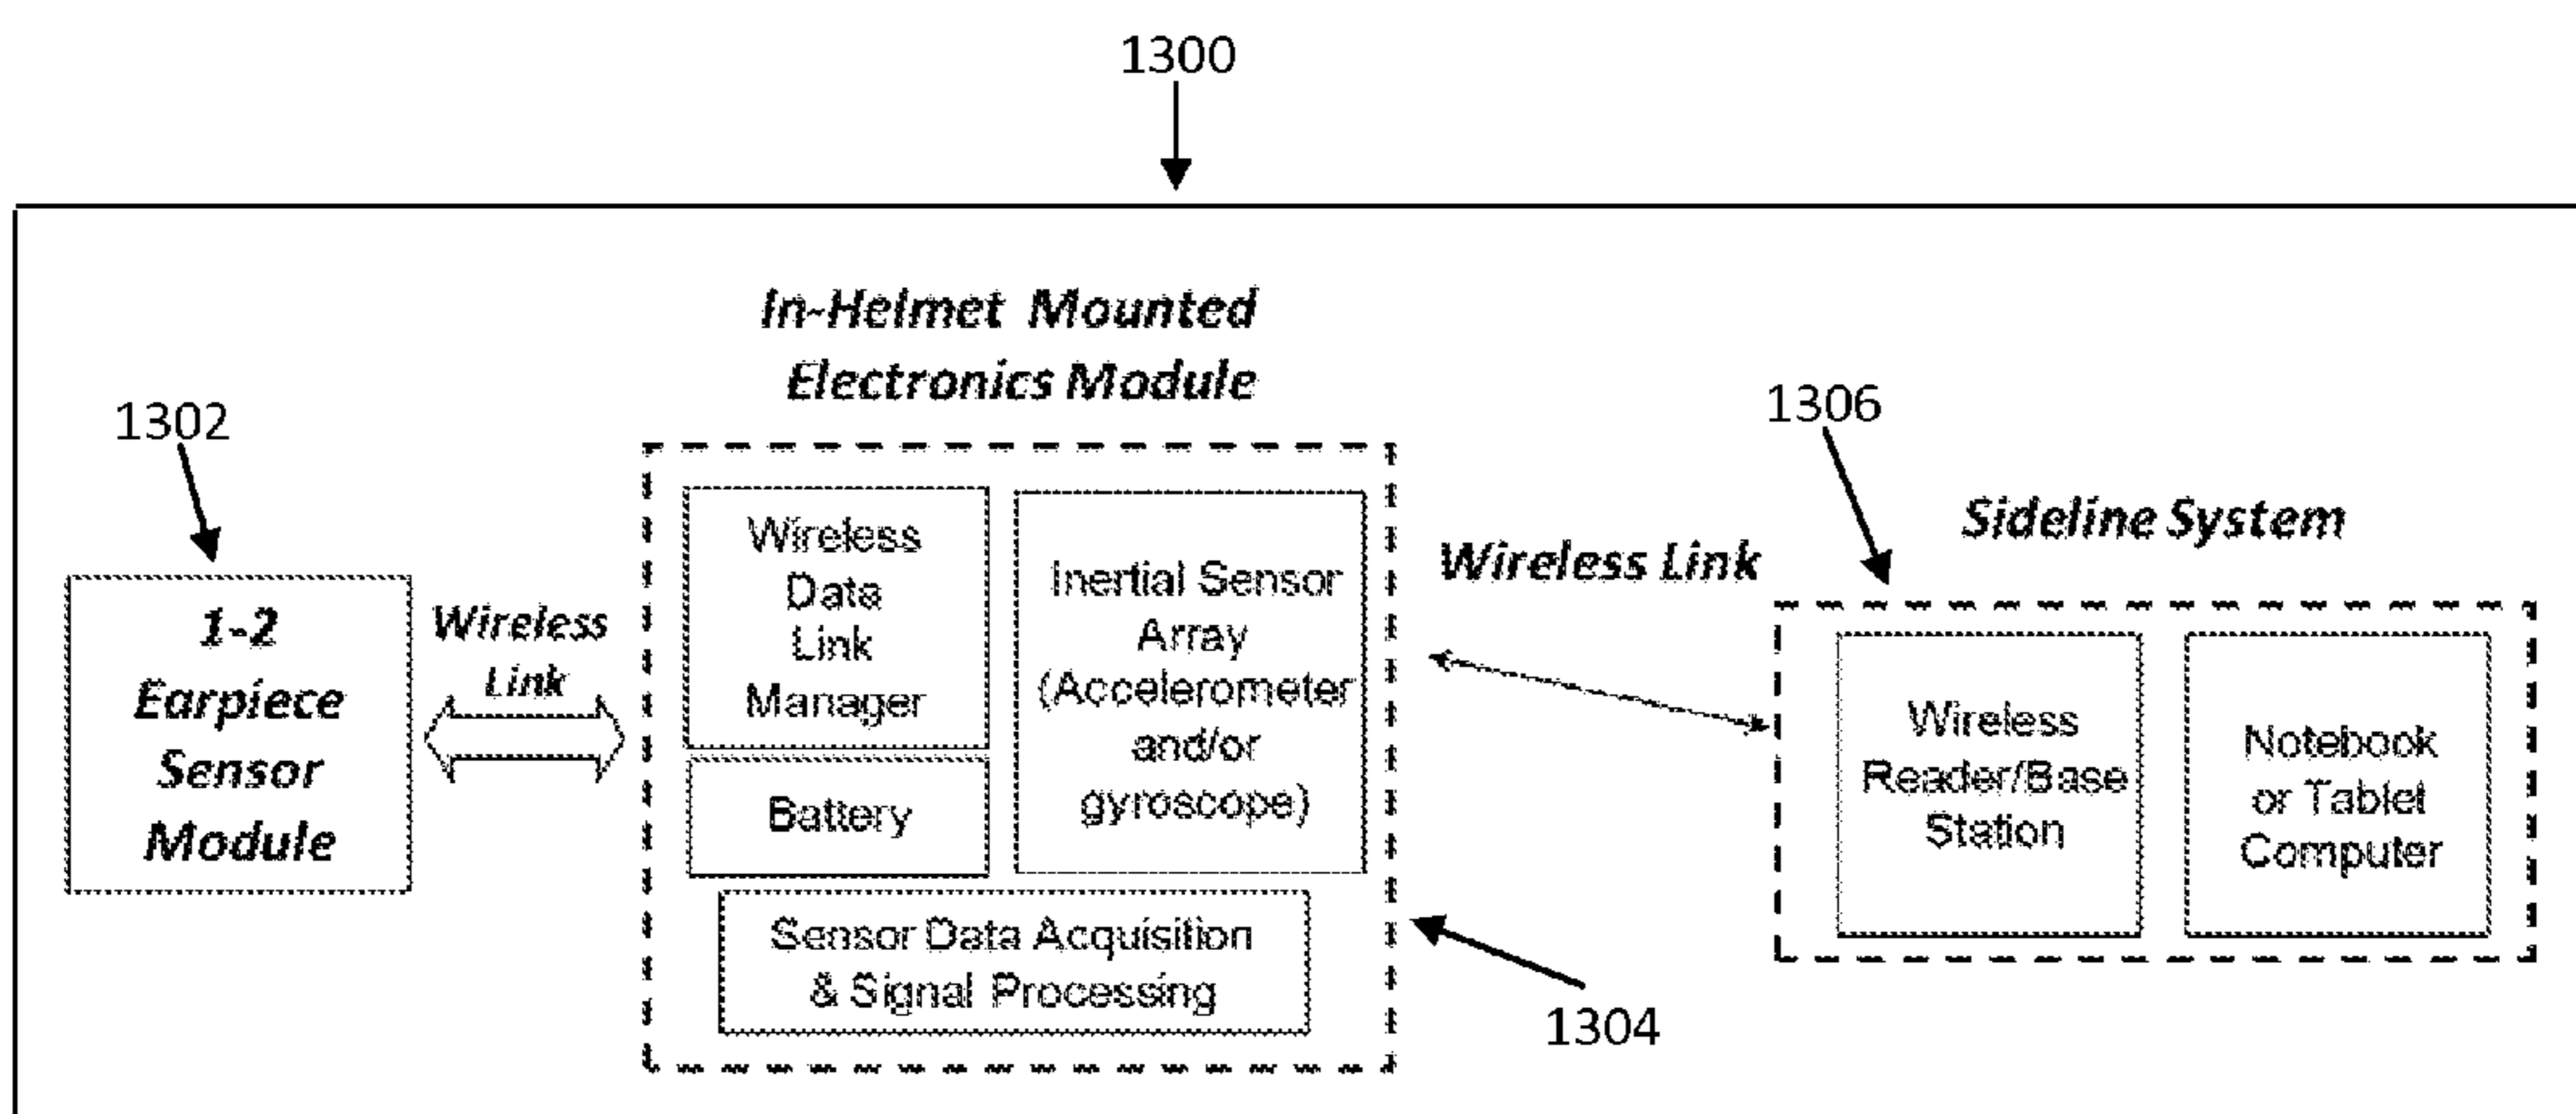 1300
In-Helmet Mounted
Electronics Module
1302
1306
Sideline System
Wireless Link
1-2
Earpiece
Sensor
Module
Wireless
Link
Wireless
Data
Link
Manager
Battery
Inertial Sensor
Array
(Accelerometer
and/or
gyroscope)
Sensor Data Acquisition
& Signal Processing
1304
Wireless
Reader/Base
Station
Notebook
or Tablet
Computer